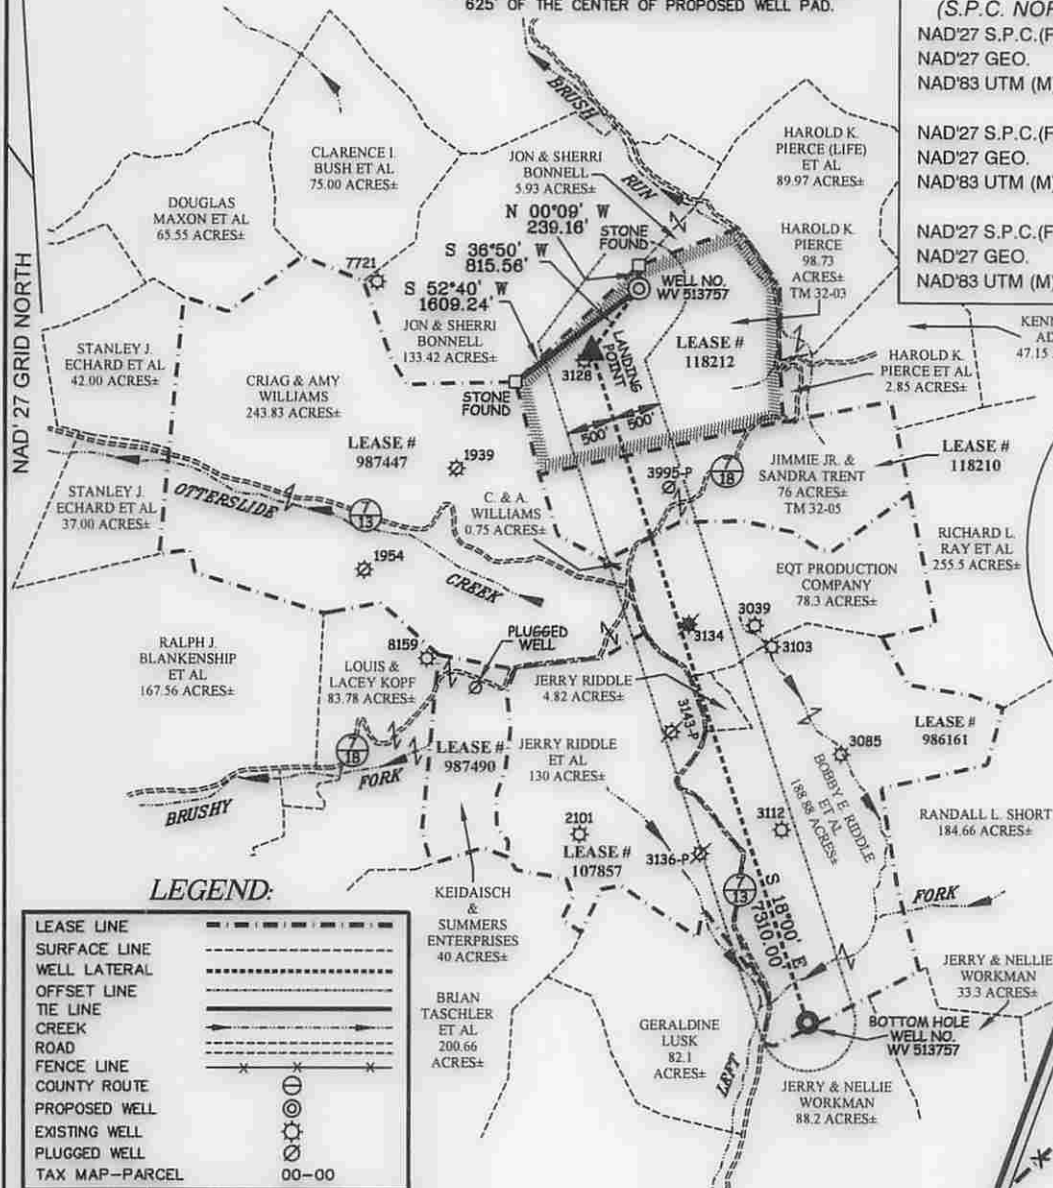 625' OF THE CENTER OF PROPOSED WELL PAD.
(S.P.C. NOR
NAD'27 S.P.C.(F
NAD'27 GEO.
NAD'83 UTM (M
NAD'27 S.P.C.(F
NAD'27 GEO.
NAD'83 UTM (M
NAD'27 S.P.C.(F
NAD'27 GEO.
NAD'83 UTM (M
NAD' 27 GRID NORTH
BRUSH
RUN
CLARENCE I.
BUSH ET AL
75.00 ACRES±
DOUGLAS
MAXON ET AL
65.55 ACRES±
JON & SHERRI
BONNELL
5.93 ACRES±
HAROLD K.
PIERCE (LIFE)
ET AL
89.97 ACRES±
N 00°09' W
239.16'
STONE
FOUND
S 36°50' W
815.56'
S 52°40' W
1609.24'
HAROLD K.
PIERCE
98.73
ACRES±
TM 32-03
7721
WELL NO.
WV 513757
JON & SHERRI
BONNELL
133.42 ACRES±
LANDING
POINT
LEASE #
118212
3128
STANLEY J.
ECHARD ET AL
42.00 ACRES±
CRIAG & AMY
WILLIAMS
243.83 ACRES±
STONE
FOUND
HAROLD K.
PIERCE ET AL
2.85 ACRES±
KEN
AD
47.15
500'
500'
LEASE #
987447
1939
3995-P
7
18
JIMMIE JR. &
SANDRA TRENT
76 ACRES±
TM 32-05
LEASE #
118210
STANLEY J.
ECHARD ET AL
37.00 ACRES±
OTTERSLIDE
7
13
CREEK
C. & A.
WILLIAMS
0.75 ACRES±
1954
EQT PRODUCTION
COMPANY
78.3 ACRES±
RICHARD L.
RAY ET AL
255.5 ACRES±
RALPH J.
BLANKENSHIP
ET AL
167.56 ACRES±
8159
PLUGGED
WELL
3134
3039
3103
LOUIS &
LACEY KOPF
83.78 ACRES±
JERRY RIDDLE
4.82 ACRES±
3143-P
7
18
LEASE #
987490
JERRY RIDDLE
ET AL
130 ACRES±
3085
LEASE #
986161
BRUSHY
FORK
BOBBY E. RIDDLE
ET AL
188.88 ACRES±
2101
LEASE #
107857
3112
3136-P
RANDALL L. SHORT
184.66 ACRES±
7
13
S 18°00' E
7310.00'
FORK
KEIDAISCH
&
SUMMERS
ENTERPRISES
40 ACRES±
JERRY & NELLIE
WORKMAN
33.3 ACRES±
BRIAN
TASCHLER
ET AL
200.66
ACRES±
GERALDINE
LUSK
82.1
ACRES±
LEFT
BOTTOM HOLE
WELL NO.
WV 513757
JERRY & NELLIE
WORKMAN
88.2 ACRES±
LEGEND:
LEASE LINE
SURFACE LINE
WELL LATERAL
OFFSET LINE
TIE LINE
CREEK
ROAD
FENCE LINE
COUNTY ROUTE
PROPOSED WELL
EXISTING WELL
PLUGGED WELL
TAX MAP-PARCEL 00-00